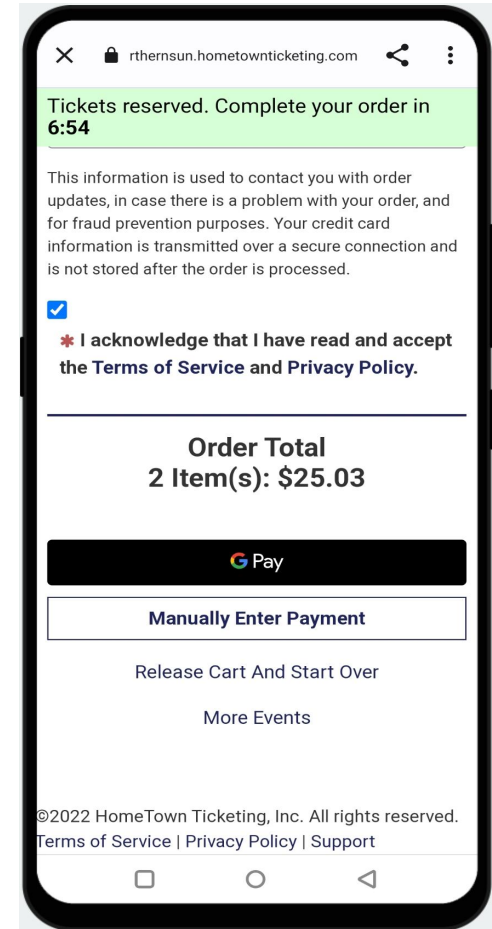 rthernsun.hometownticketing.com
Tickets reserved. Complete your order in
6:54
This information is used to contact you with order
updates, in case there is a problem with your order, and
for fraud prevention purposes. Your credit card
information is transmitted over a secure connection and
is not stored after the order is processed.
* I acknowledge that I have read and accept
the Terms of Service and Privacy Policy.
Order Total
2 Item(s): $25.03
G Pay
Manually Enter Payment
Release Cart And Start Over
More Events
©2022 HomeTown Ticketing, Inc. All rights reserved.
Terms of Service | Privacy Policy | Support